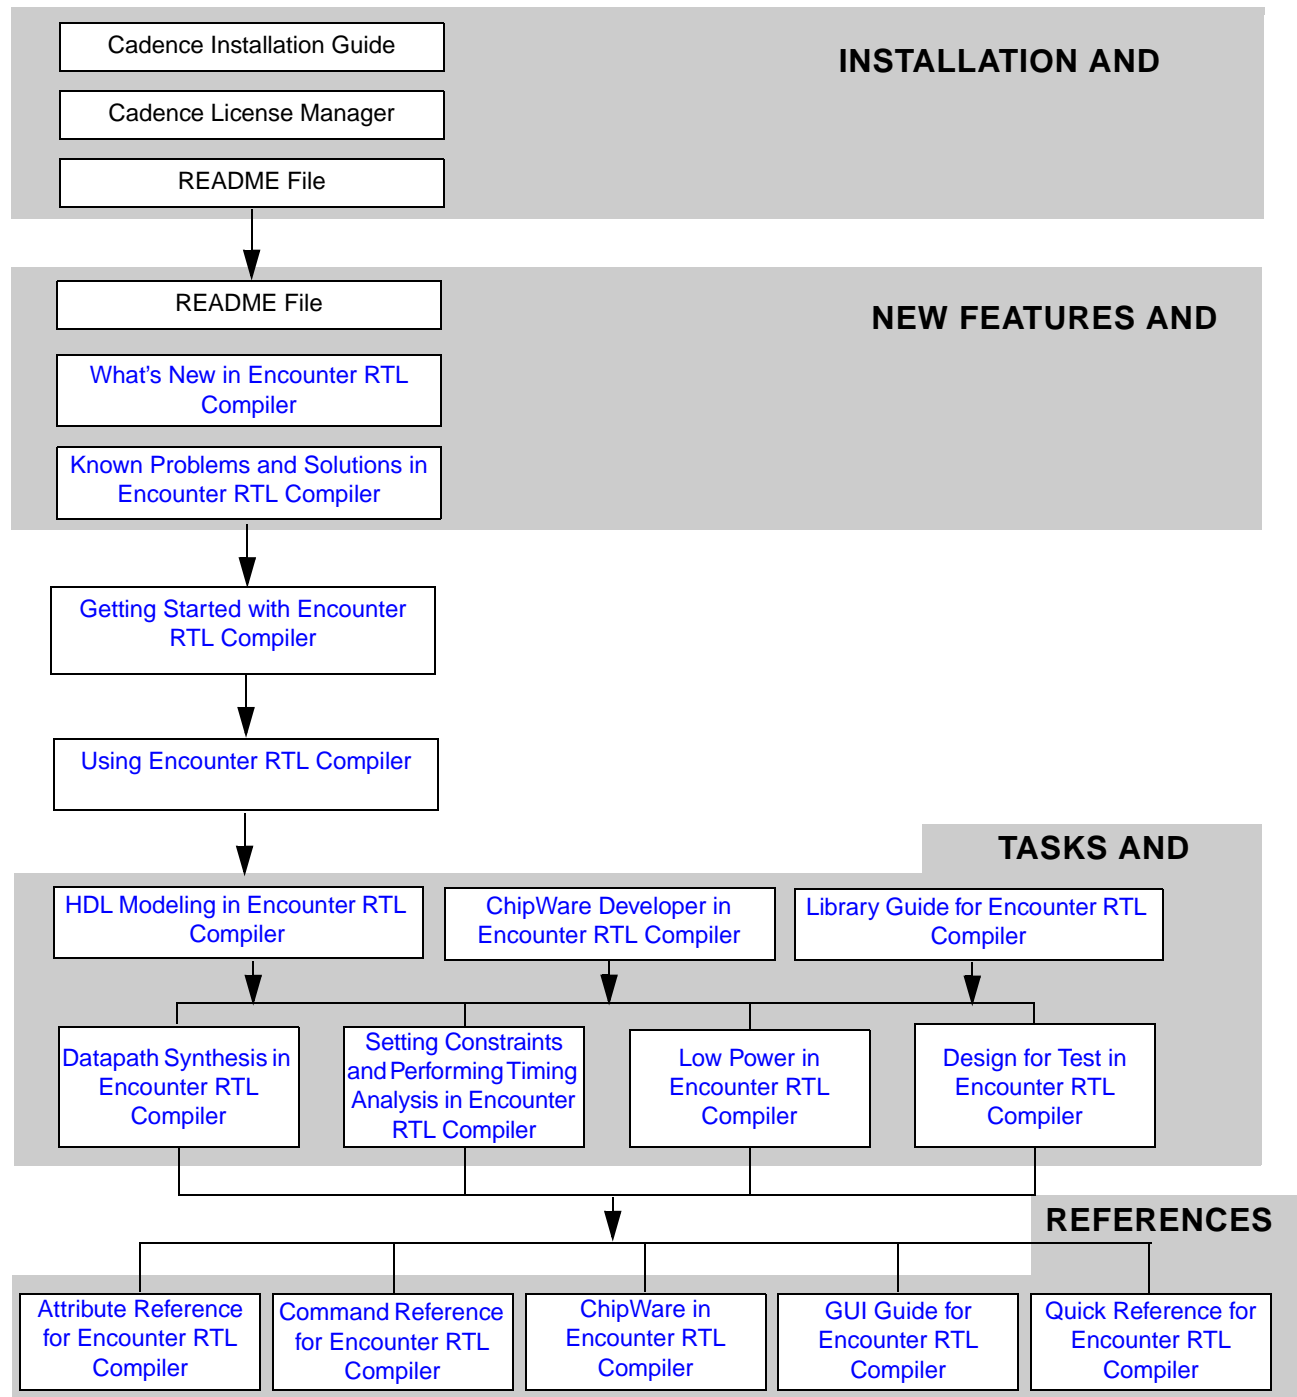 Cadence Installation Guide
INSTALLATION AND
Cadence License Manager
README File
README File
NEW FEATURES AND
What's New in Encounter RTL
Compiler
Known Problems and Solutions in
Encounter RTL Compiler
Getting Started with Encounter
RTL Compiler
Using Encounter RTL Compiler
TASKS AND
HDL Modeling in Encounter RTL
Compiler
ChipWare Developer in
Encounter RTL Compiler
Library Guide for Encounter RTL
Compiler
Datapath Synthesis in
Encounter RTL
Compiler
Setting Constraints
and Performing Timing
Analysis in Encounter
RTL Compiler
Low Power in
Encounter RTL
Compiler
Design for Test in
Encounter RTL
Compiler
REFERENCES
Attribute Reference
for Encounter RTL
Compiler
Command Reference
for Encounter RTL
Compiler
ChipWare in
Encounter RTL
Compiler
GUI Guide for
Encounter RTL
Compiler
Quick Reference for
Encounter RTL
Compiler